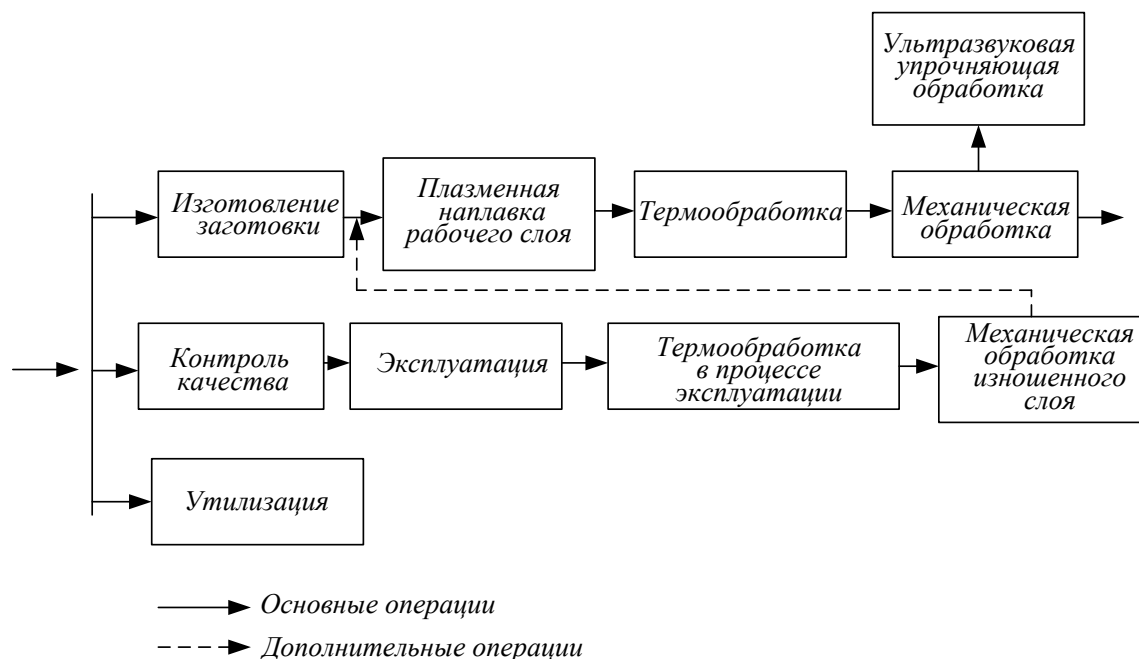 Ультразвуковая
упрочняющая
обработка
Изготовление
заготовки
Плазменная
наплавка
рабочего слоя
Термообработка
Механическая
обработка
Контроль
качества
Эксплуатация
Термообработка
в процессе
эксплуатации
Механическая
обработка
изношенного
слоя
Утилизация
Основные операции
Дополнительные операции